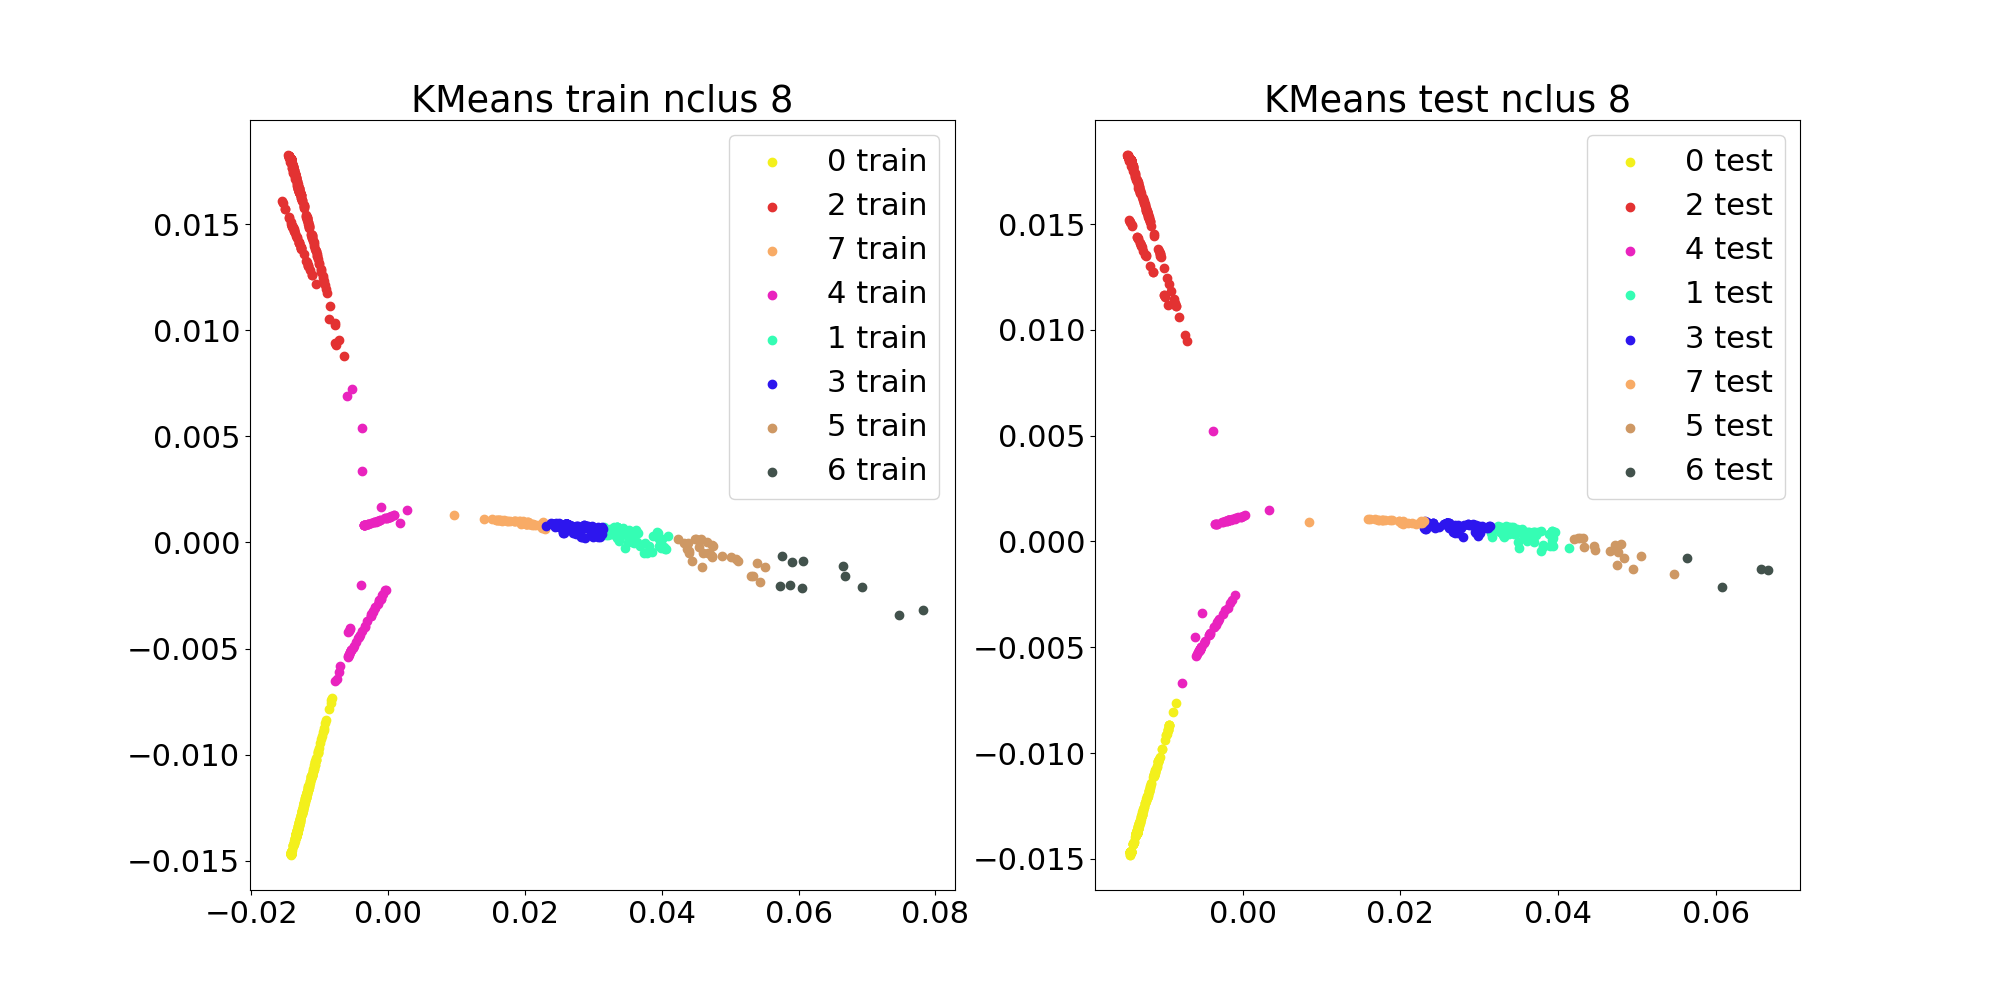 KMeans train nclus 8
0 train
2 train
7 train
4 train
1 train
3 train
5 train
6 train
0.015
0.010
0.005
0.000
−0.005
−0.010
−0.015
−0.02 0.00 0.02 0.04 0.06 0.08
KMeans test nclus 8
0 test
2 test
4 test
1 test
3 test
7 test
5 test
6 test
0.015
0.010
0.005
0.000
−0.005
−0.010
−0.015
0.00 0.02 0.04 0.06